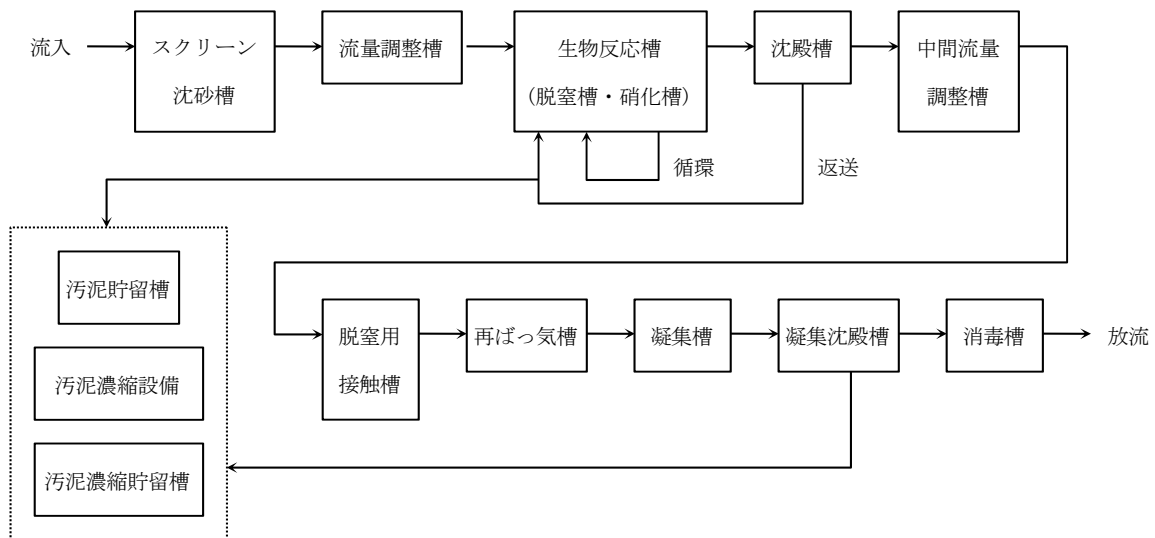 流入
スクリーン
沈砂槽
流量調整槽
生物反応槽
(脱窒槽・硝化槽)
沈殿槽
中間流量
調整槽
循環
返送
汚泥貯留槽
汚泥濃縮設備
汚泥濃縮貯留槽
脱窒用
接触槽
再ばっ気槽
凝集槽
凝集沈殿槽
消毒槽
放流